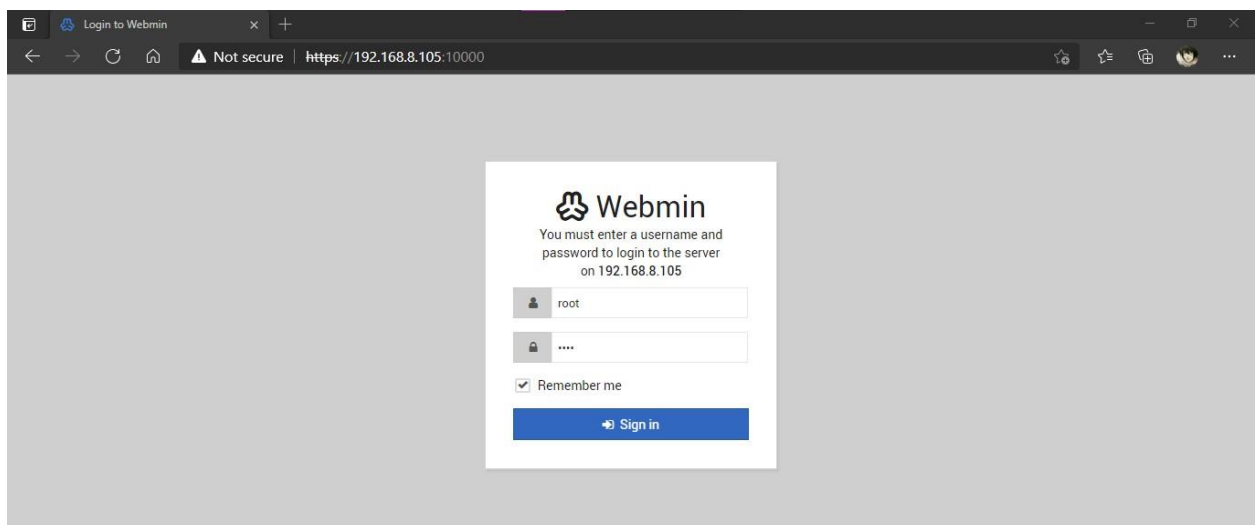 Login to Webmin
Not secure | https://192.168.8.105:10000
Webmin
You must enter a username and
password to login to the server
on 192.168.8.105
root
••••
Remember me
Sign in